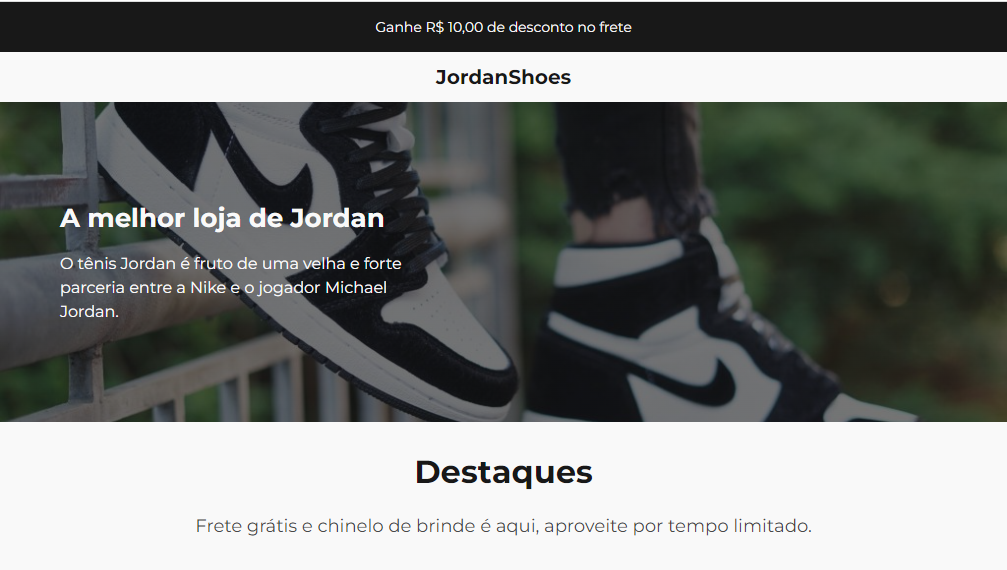 Ganhe R$ 10,00 de desconto no frete
JordanShoes
A melhor loja de Jordan
O tênis Jordan é fruto de uma velha e forte
parceria entre a Nike e o jogador Michael
Jordan.
Destaques
Frete grátis e chinelo de brinde é aqui, aproveite por tempo limitado.